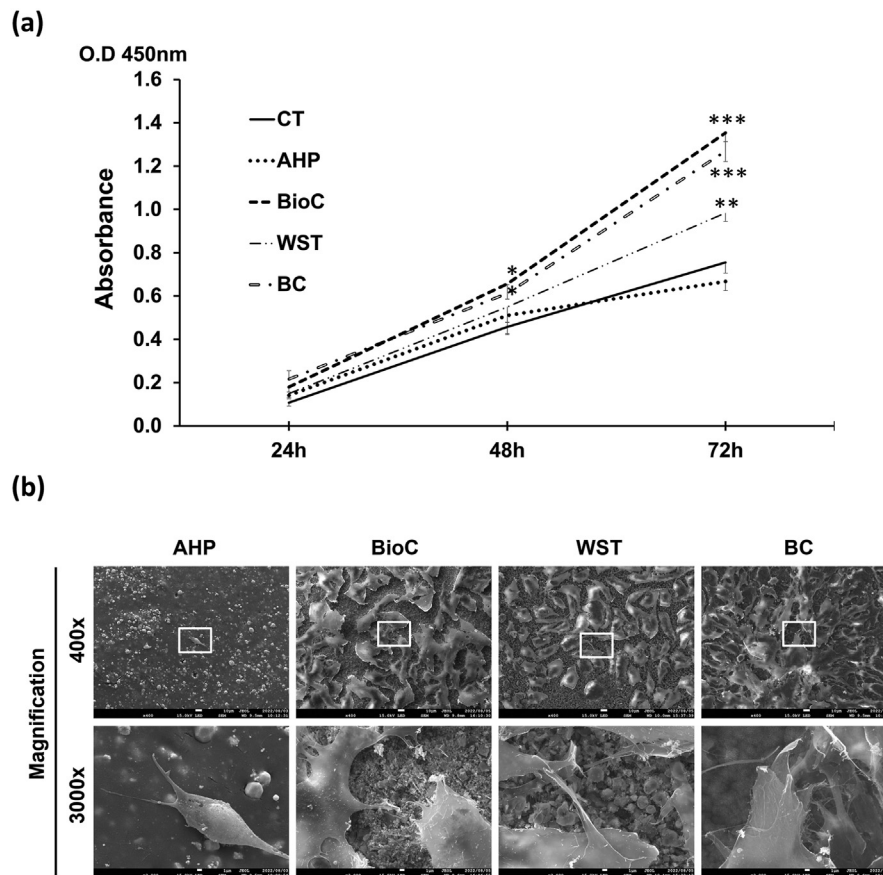 (a)
O.D 450nm
Absorbance
1.6
1.4
1.2
1.0
0.8
0.6
0.4
0.2
0.0
CT
AHP
BioC
WST
BC
***
***
**
*
*
24h 48h 72h
(b)
AHP BioC WST BC
Magnification
400x
3000x